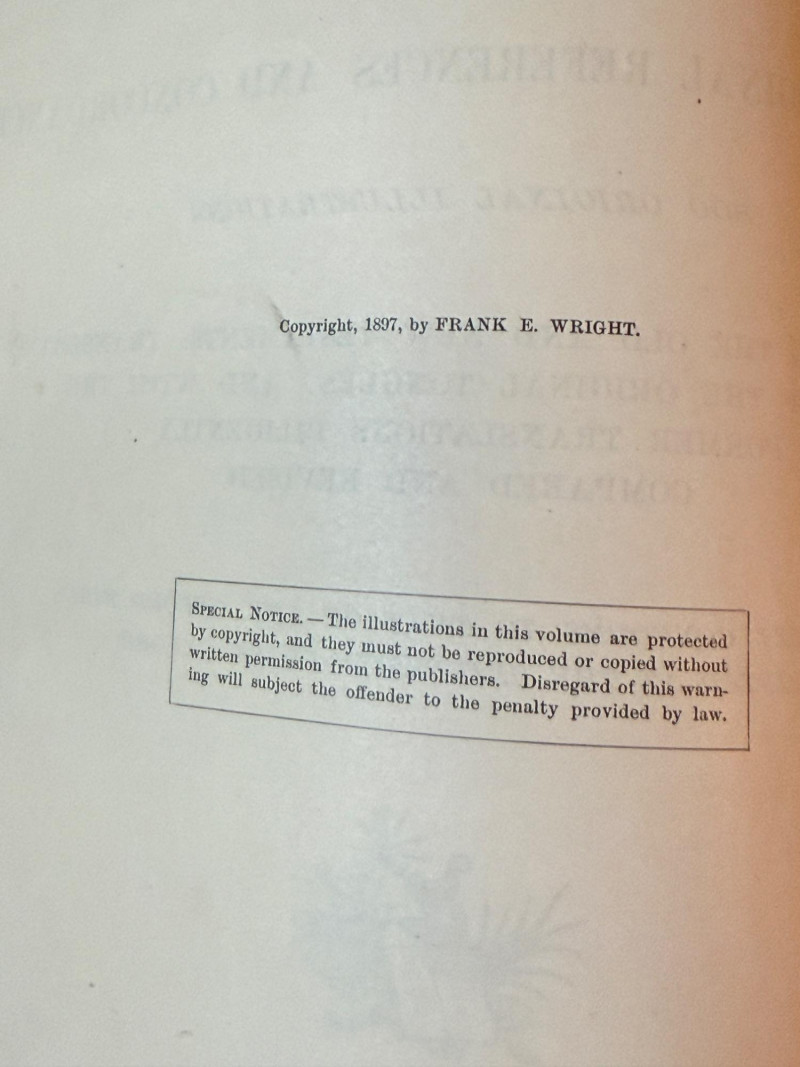 Copyright, 1897, by FRANK E. WRIGHT.
SPECIAL NOTICE. — The illustrations in this volume are protected
by copyright, and they must not be reproduced or copied without
written permission from the publishers. Disregard of this warn-
ing will subject the offender to the penalty provided by law.